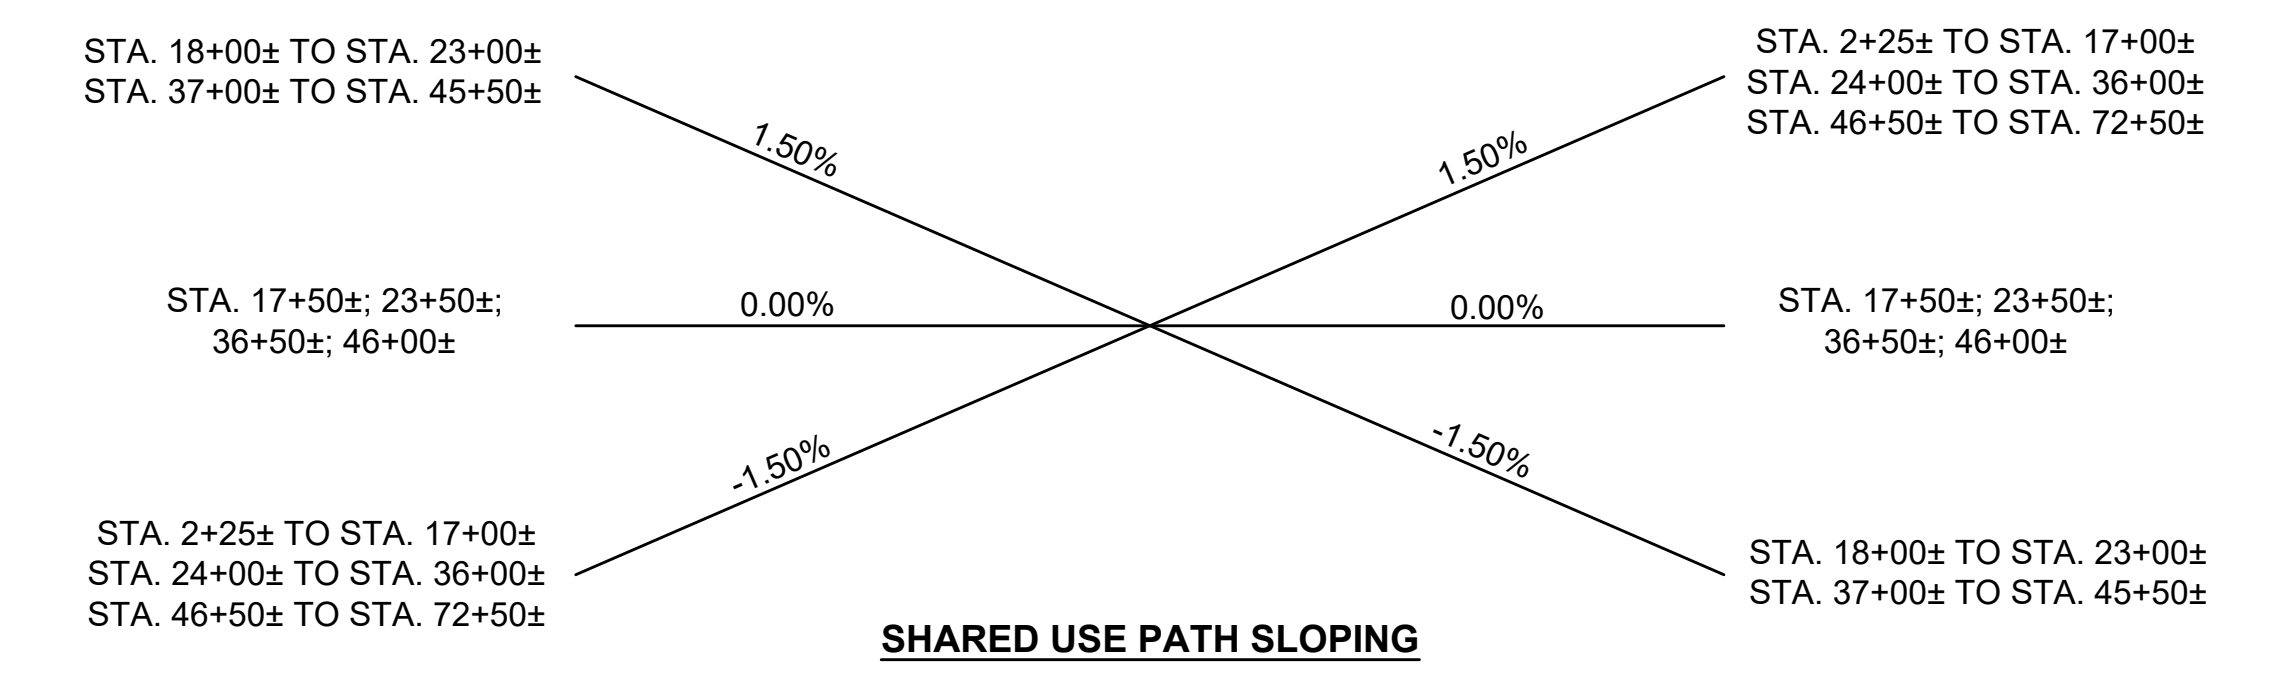 STA. 18+00± TO STA. 23+00±
STA. 37+00± TO STA. 45+50±
STA. 2+25± TO STA. 17+00±
STA. 24+00± TO STA. 36+00±
STA. 46+50± TO STA. 72+50±
1.50%
1.50%
STA. 17+50±; 23+50±;
36+50±; 46+00±
0.00%
0.00%
STA. 17+50±; 23+50±;
36+50±; 46+00±
-1.50%
-1.50%
STA. 2+25± TO STA. 17+00±
STA. 24+00± TO STA. 36+00±
STA. 46+50± TO STA. 72+50±
STA. 18+00± TO STA. 23+00±
STA. 37+00± TO STA. 45+50±
SHARED USE PATH SLOPING